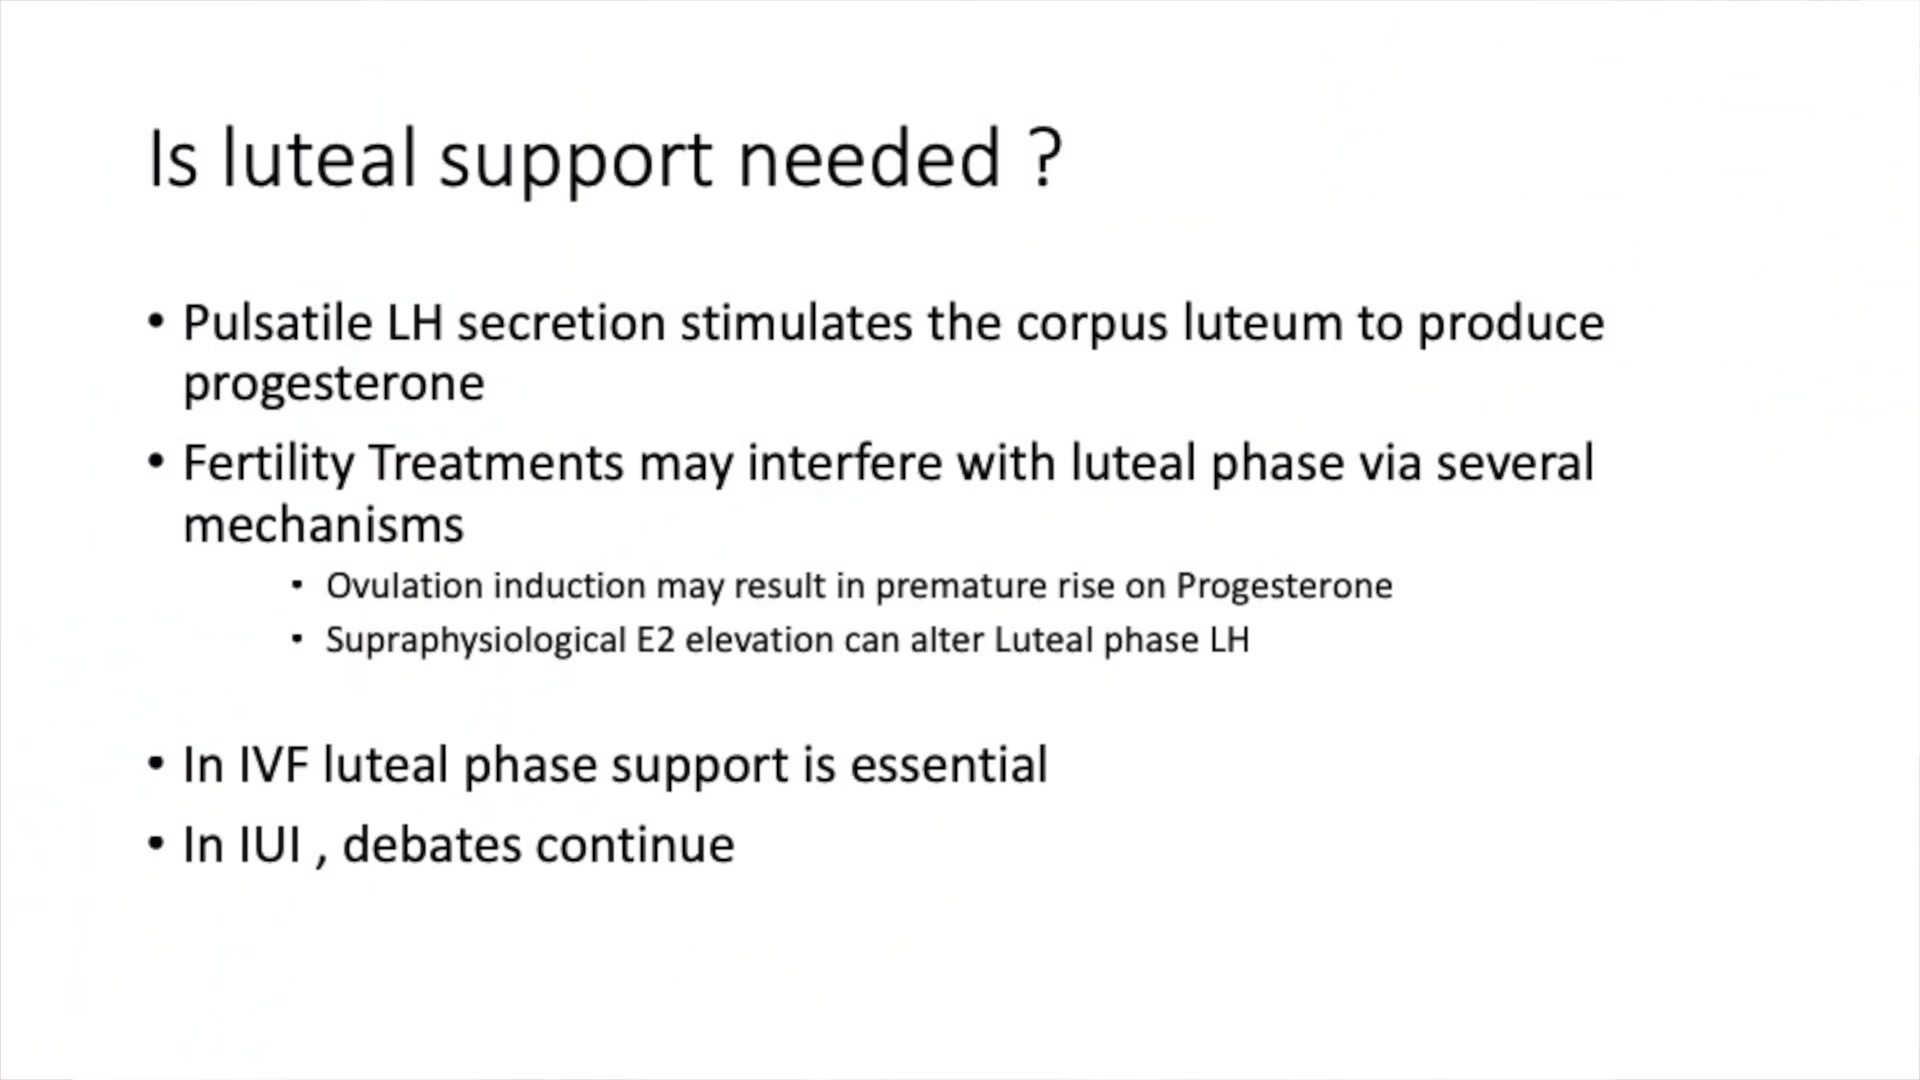 Is luteal support needed ?
• Pulsatile LH secretion stimulates the corpus luteum to produce
progesterone
• Fertility Treatments may interfere with luteal phase via several
mechanisms
▪ Ovulation induction may result in premature rise on Progesterone
▪ Supraphysiological E2 elevation can alter Luteal phase LH
• In IVF luteal phase support is essential
• In IUI , debates continue